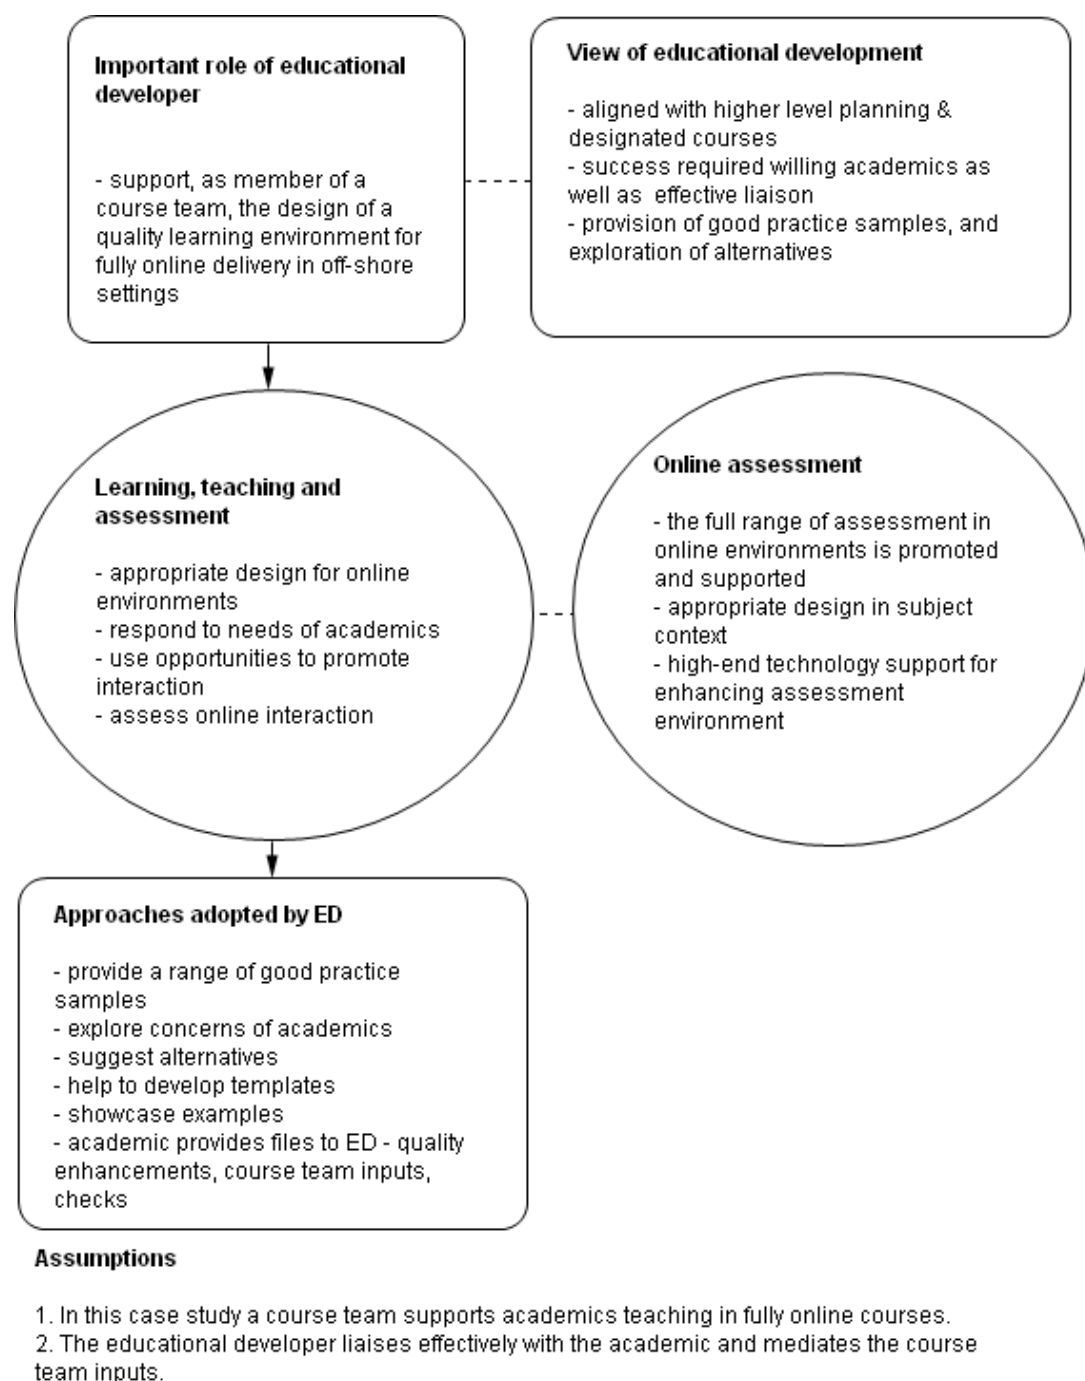 Important role of educational
developer
- support, as member of a
course team, the design of a
quality learning environment for
fully online delivery in off-shore
settings
View of educational development
- aligned with higher level planning &
designated courses
- success required willing academics as
well as  effective liaison
- provision of good practice samples, and
exploration of alternatives
Learning, teaching and
assessment
- appropriate design for online
environments
- respond to needs of academics
- use opportunities to promote
interaction
- assess online interaction
Online assessment
- the full range of assessment in
online environments is promoted
and supported
- appropriate design in subject
context
- high-end technology support for
enhancing assessment
environment
Approaches adopted by ED
- provide a range of good practice
samples
- explore concerns of academics
- suggest alternatives
- help to develop templates
- showcase examples
- academic provides files to ED - quality
enhancements, course team inputs,
checks
Assumptions
1. In this case study a course team supports academics teaching in fully online courses.
2. The educational developer liaises effectively with the academic and mediates the course
team inputs.